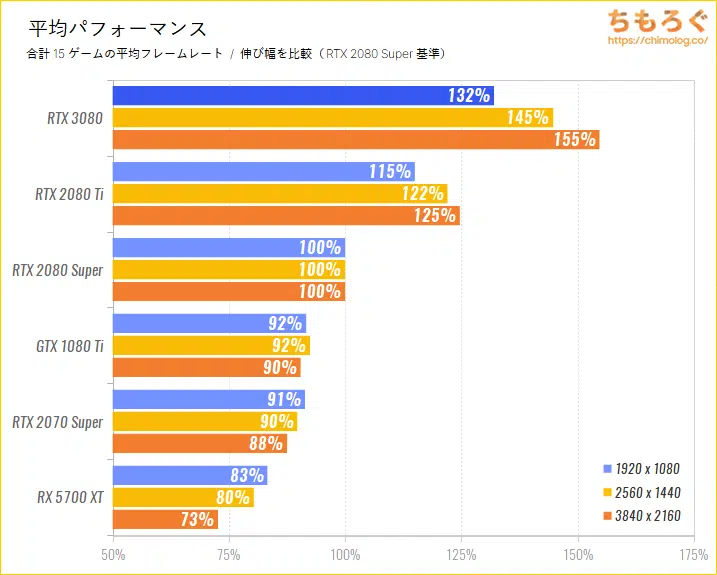 平均パフォーマンス
ちもろぐ
https://chimolog.co/
合計 15 ゲームの平均フレームレート / 伸び幅を比較（ RTX 2080 Super 基準）
RTX 3080
132%
145%
155%
RTX 2080 Ti
115%
122%
125%
RTX 2080 Super
100%
100%
100%
GTX 1080 Ti
92%
92%
90%
RTX 2070 Super
91%
90%
88%
RX 5700 XT
83%
80%
73%
1920 x 1080
2560 x 1440
3840 x 2160
50% 75% 100% 125% 150% 175%